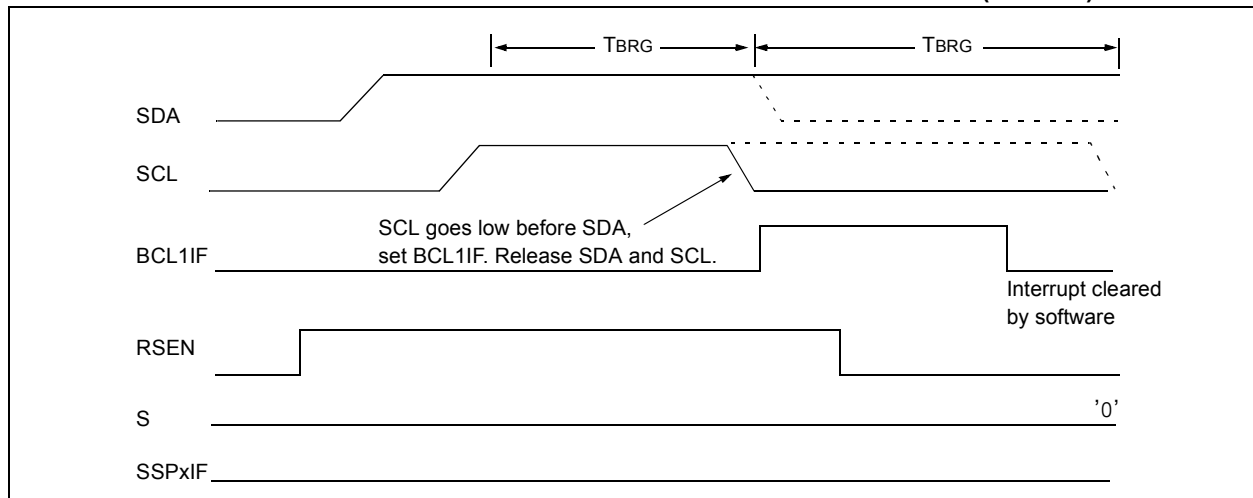 TBRG TBRG
SDA
SCL
SCL goes low before SDA,
set BCL1IF. Release SDA and SCL.
BCL1IF
Interrupt cleared
by software
RSEN
S '0'
SSPxIF